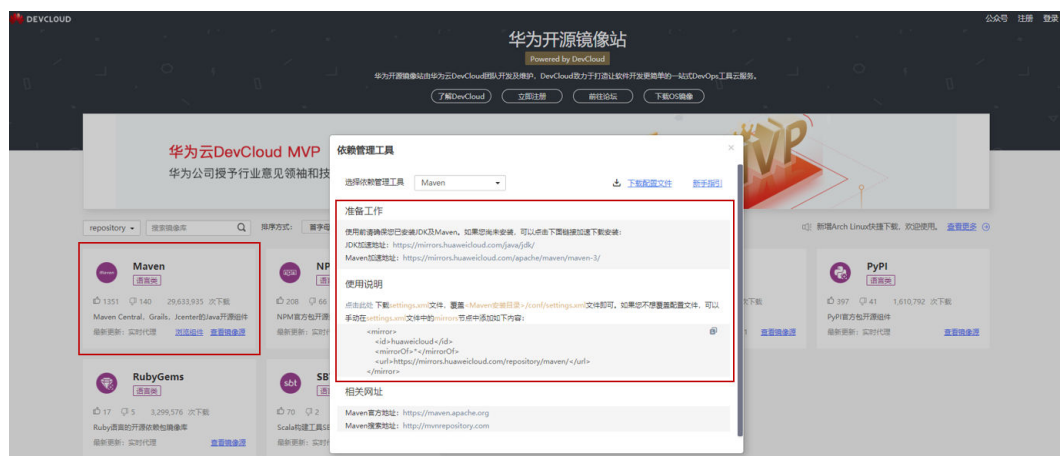 DEVCLOUD
公众号 注册 登录
华为开源镜像站
Powered by DevCloud
华为开源镜像站由华为云DevCloud团队开发及维护，DevCloud致力于打造让软件开发更简单的一站式DevOps工具云服务。
了解DevCloud 立即注册 前往论坛 下载OS镜像
华为云DevCloud MVP
华为公司授予行业意见领袖和技
MVP
repository 搜索镜像库 排序方式： 首字母
新增Arch Linux快捷下载，欢迎使用。 查看更多
Maven
语言类
1351 140 29,633,935 次下载
Maven Central、Grails、Jcenter的Java开源组件
最新更新：实时代理 浏览组件 查看镜像源
NP
208 66
NPM官方包开源
最新更新：实时
次下载
查看镜像源
PyPI
语言类
397 41 1,610,792 次下载
PyPI官方包开源组件
最新更新：实时代理 查看镜像源
RubyGems
语言类
17 5 3,299,576 次下载
Ruby语言的开源依赖包镜像库
最新更新：实时代理 查看镜像源
sbt
SB
70 2
Scala构建工具SB
最新更新：实时
依赖管理工具
选择依赖管理工具 Maven 下载配置文件 新手指引
准备工作
使用前请确保您已安装JDK及Maven。如果您尚未安装，可以点击下面链接加速下载安装：
JDK加速地址：https://mirrors.huaweicloud.com/java/jdk/
Maven加速地址：https://mirrors.huaweicloud.com/apache/maven/maven-3/
使用说明
点击此处 下载settings.xml文件，覆盖<Maven安装目录>/conf/settings.xml文件即可。如果您不想覆盖配置文件，可以
手动在settings.xml文件中的mirrors节点中添加如下内容：
<mirror>
<id>huaweicloud</id>
<mirrorOf>*</mirrorOf>
<url>https://mirrors.huaweicloud.com/repository/maven/</url>
</mirror>
相关网址
Maven官方地址：https://maven.apache.org
Maven搜索地址：http://mvnrepository.com